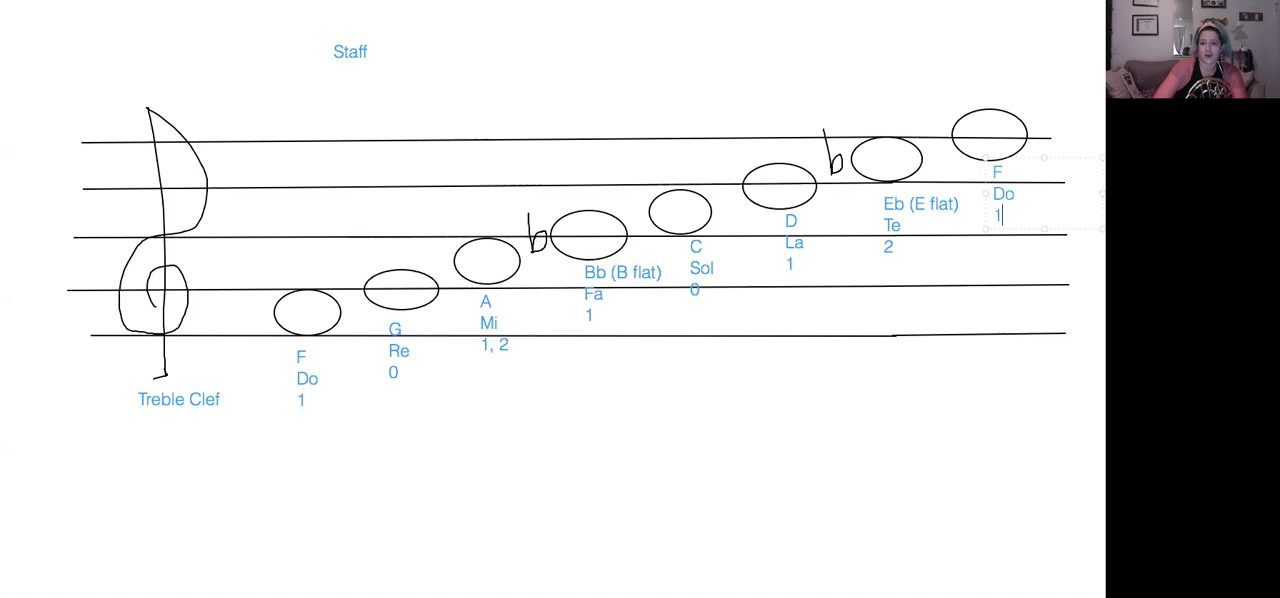 Staff
Treble Clef
F
Do
1
G
Re
0
A
Mi
1, 2
b
Bb (B flat)
Fa
1
C
Sol
0
D
La
1
b
Eb (E flat)
Te
2
F
Do
1